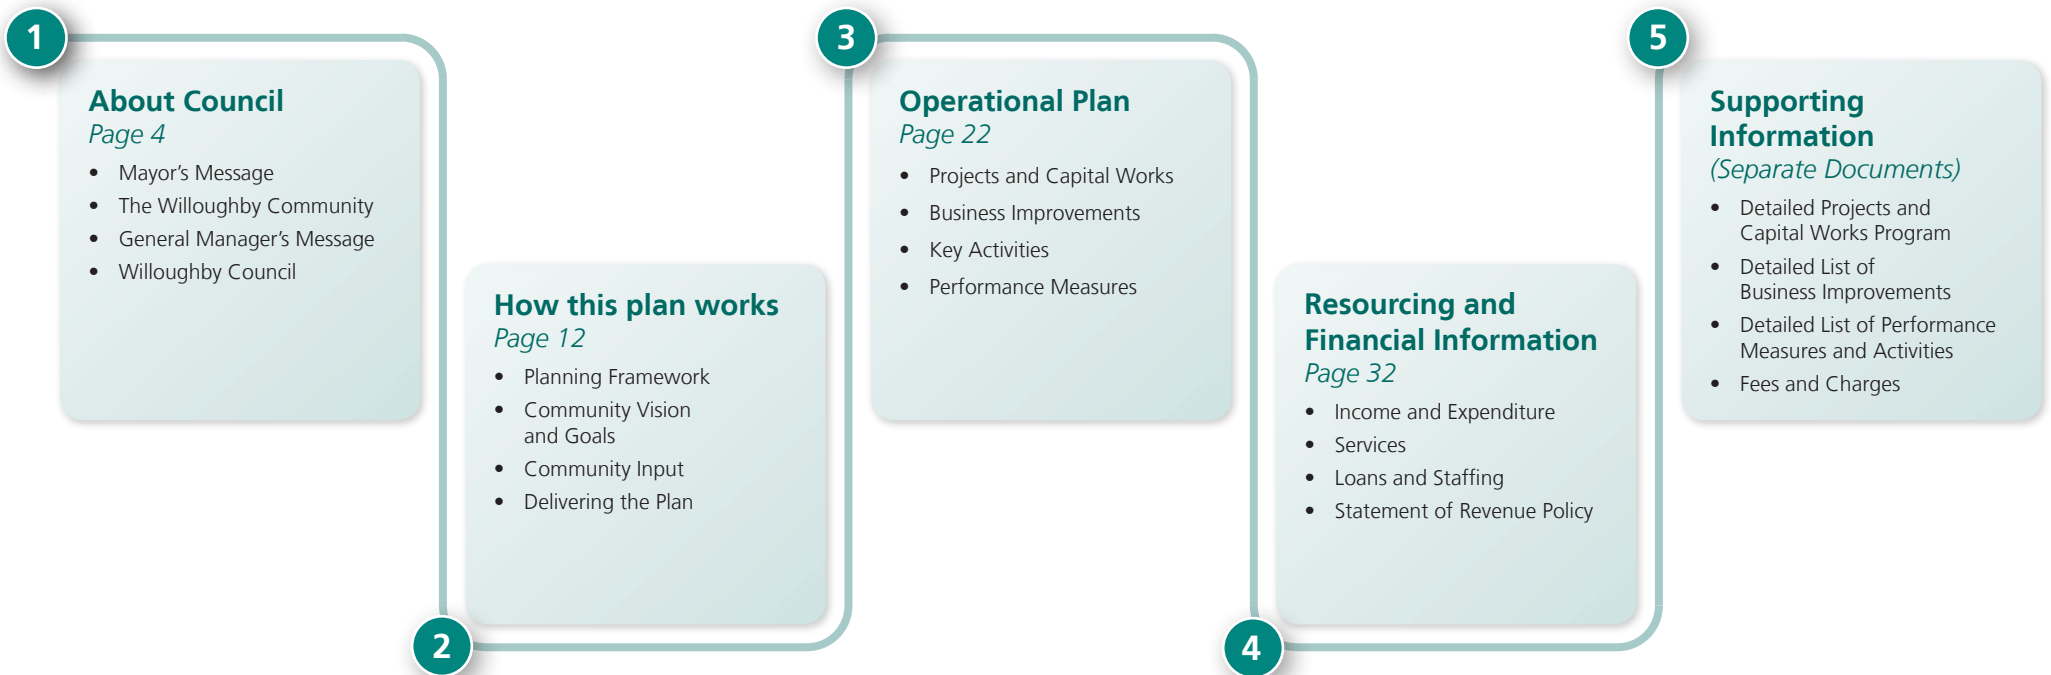 1
About Council
Page 4
• Mayor's Message
• The Willoughby Community
• General Manager's Message
• Willoughby Council
2
How this plan works
Page 12
• Planning Framework
• Community Vision
and Goals
• Community Input
• Delivering the Plan
3
Operational Plan
Page 22
• Projects and Capital Works
• Business Improvements
• Key Activities
• Performance Measures
4
Resourcing and
Financial Information
Page 32
• Income and Expenditure
• Services
• Loans and Staffing
• Statement of Revenue Policy
5
Supporting
Information
(Separate Documents)
• Detailed Projects and
Capital Works Program
• Detailed List of
Business Improvements
• Detailed List of Performance
Measures and Activities
• Fees and Charges